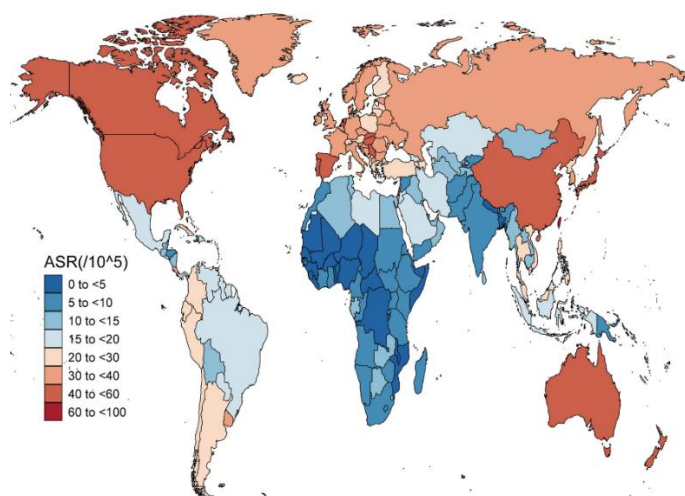 ASR(/10^5)
0 to <5
5 to <10
10 to <15
15 to <20
20 to <30
30 to <40
40 to <60
60 to <100